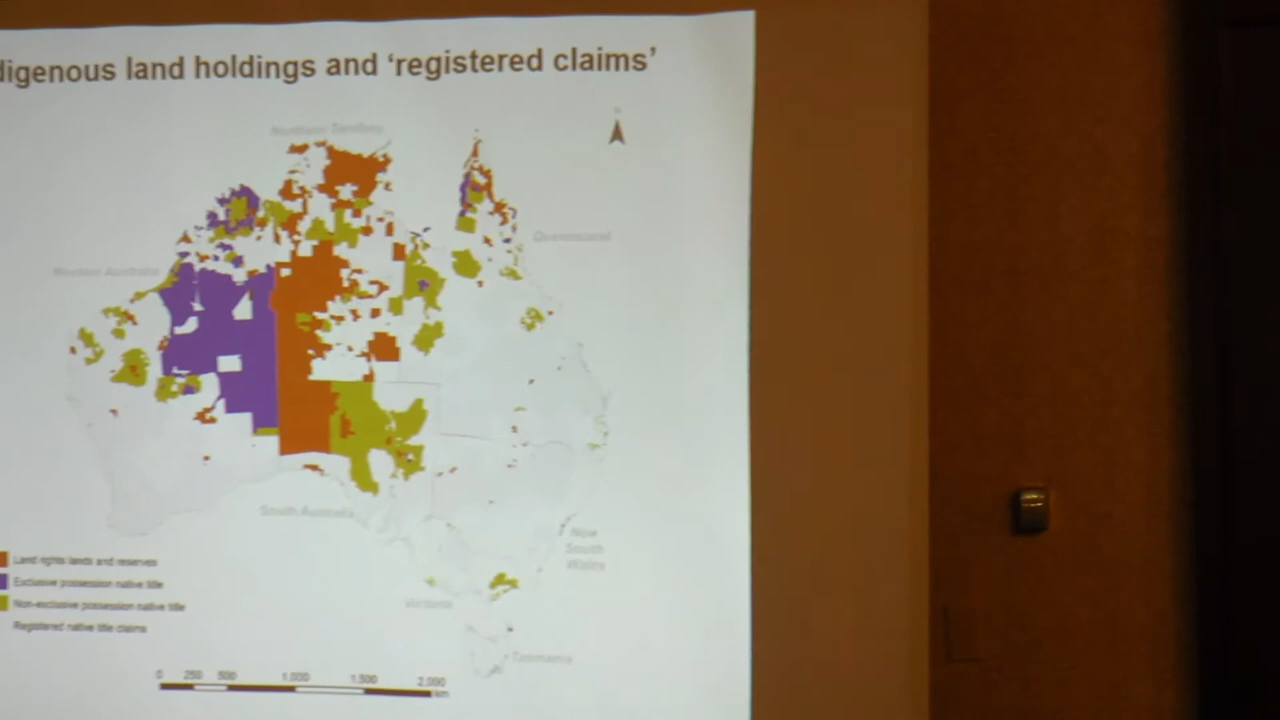 digenous land holdings and ‘registered claims’
N
Northern Territory
Queensland
Western Australia
South Australia
New
South
Wales
Victoria
Tasmania
Land rights lands and reserves
Exclusive possession native title
Non-exclusive possession native title
Registered native title claims
0 250 500 1,000 1,500 2,000
km